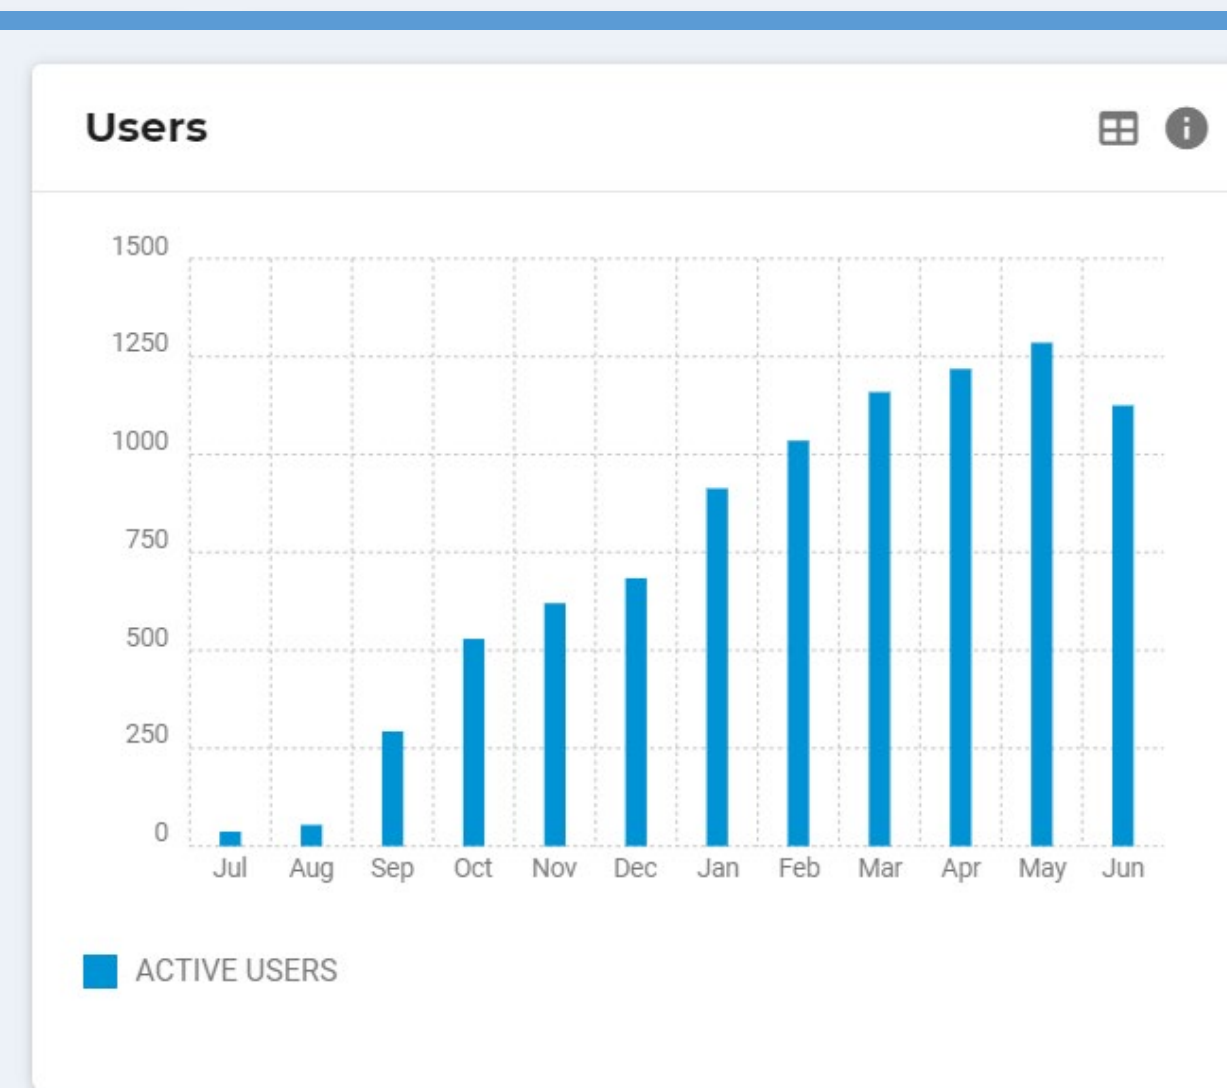 Users
1500
1250
1000
750
500
250
0
Jul Aug Sep Oct Nov Dec Jan Feb Mar Apr May Jun
ACTIVE USERS